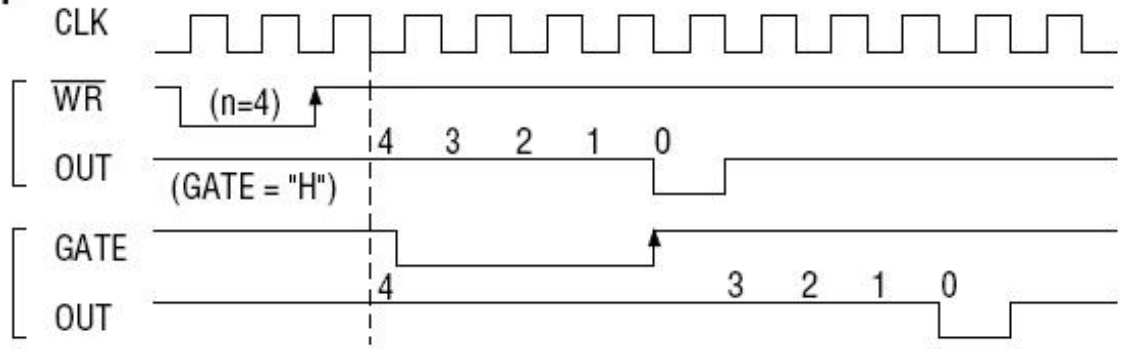 CLK
WR (n=4)
4 3 2 1 0
OUT
(GATE = "H")
GATE
4 3 2 1 0
OUT